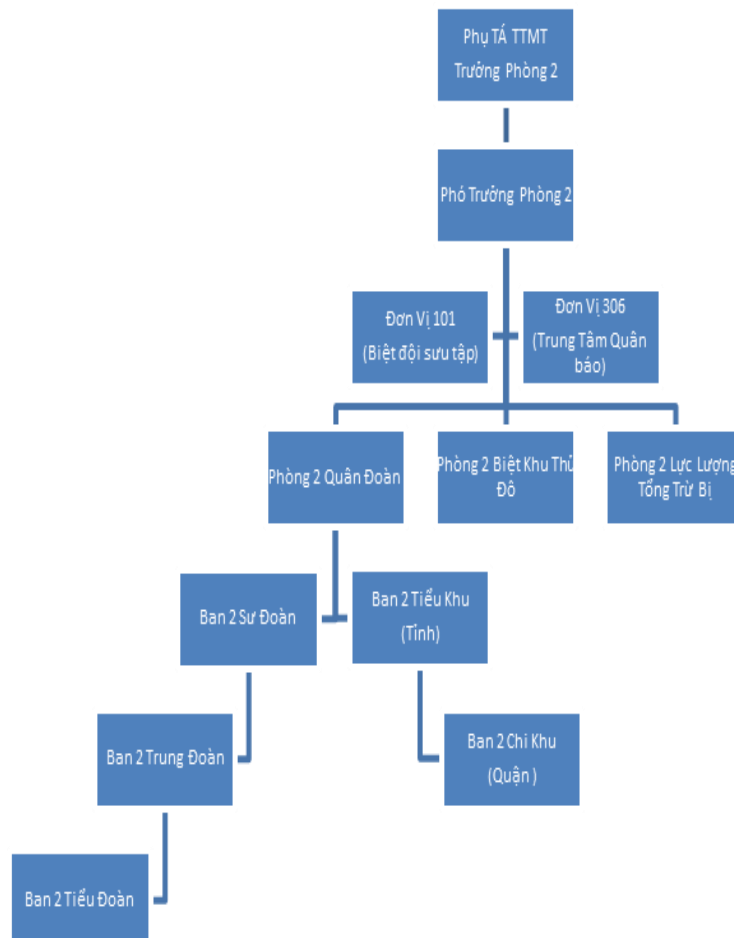 Phụ TÁ TTMT
Trưởng Phòng 2
Phó Trưởng Phòng 2
Đơn Vị 101
(Biệt đội sưu tập)
Đơn Vị 306
(Trung Tâm Quân
báo)
Phòng 2 Quân Đoàn
Phòng 2 Biệt Khu Thủ
Đô
Phòng 2 Lực Lượng
Tổng Trừ Bị
Ban 2 Sư Đoàn
Ban 2 Tiểu Khu
(Tỉnh)
Ban 2 Trung Đoàn
Ban 2 Chi Khu
(Quận )
Ban 2 Tiểu Đoàn